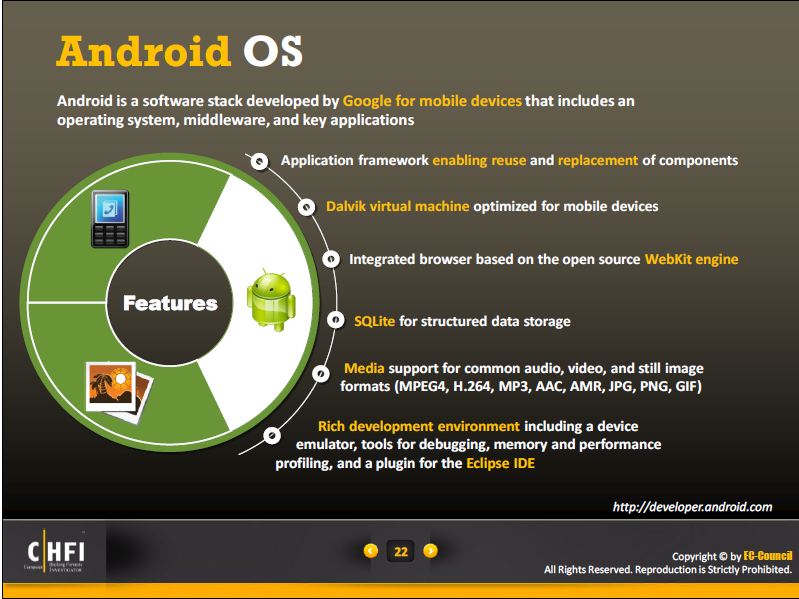 Android OS
Android is a software stack developed by Google for mobile devices that includes an
operating system, middleware, and key applications
Application framework enabling reuse and replacement of components
Dalvik virtual machine optimized for mobile devices
Integrated browser based on the open source WebKit engine
Features
SQLite for structured data storage
Media support for common audio, video, and still image
formats (MPEG4, H.264, MP3, AAC, AMR, JPG, PNG, GIF)
Rich development environment including a device
emulator, tools for debugging, memory and performance
profiling, and a plugin for the Eclipse IDE
http://developer.android.com
CHFI
Computer Hacking Forensic
INVESTIGATOR
22
Copyright © by EC-Council
All Rights Reserved. Reproduction is Strictly Prohibited.